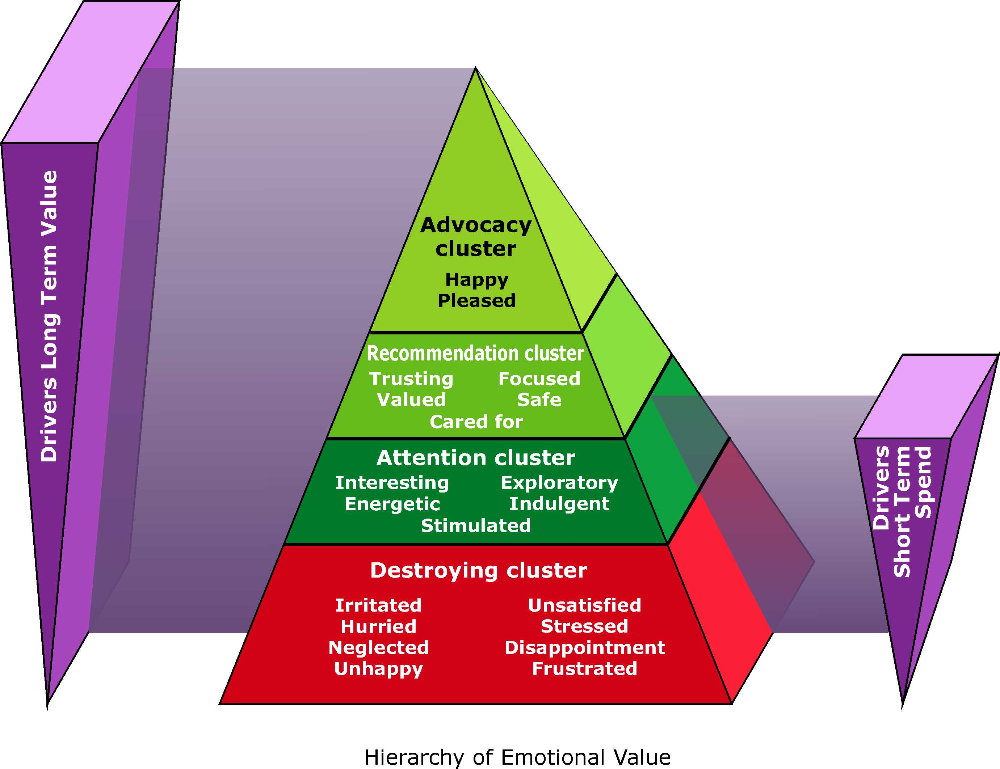 Drivers Long Term Value
Advocacy
cluster
Happy
Pleased
Recommendation cluster
Trusting Focused
Valued Safe
Cared for
Attention cluster
Interesting Exploratory
Energetic Indulgent
Stimulated
Destroying cluster
Irritated Unsatisfied
Hurried Stressed
Neglected Disappointment
Unhappy Frustrated
Drivers
Short Term
Spend
Hierarchy of Emotional Value